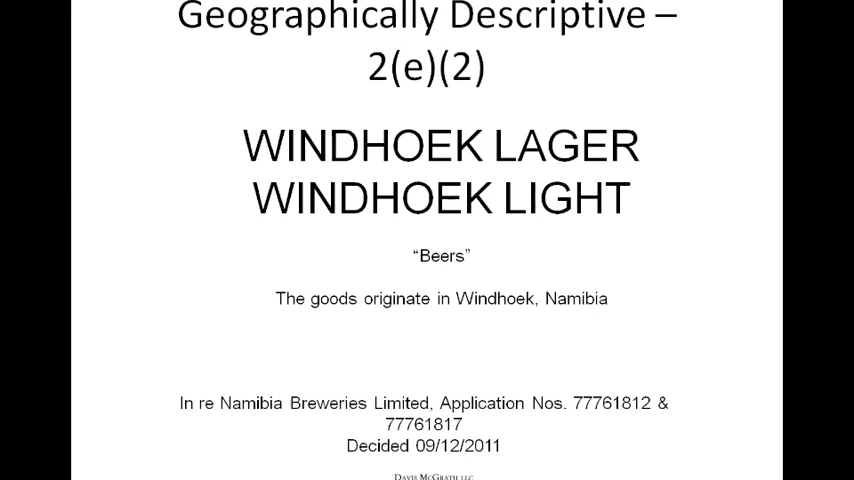 Geographically Descriptive –
2(e)(2)
WINDHOEK LAGER
WINDHOEK LIGHT
“Beers”
The goods originate in Windhoek, Namibia
In re Namibia Breweries Limited, Application Nos. 77761812 &
77761817
Decided 09/12/2011
DAVIS MCGRATH LLC